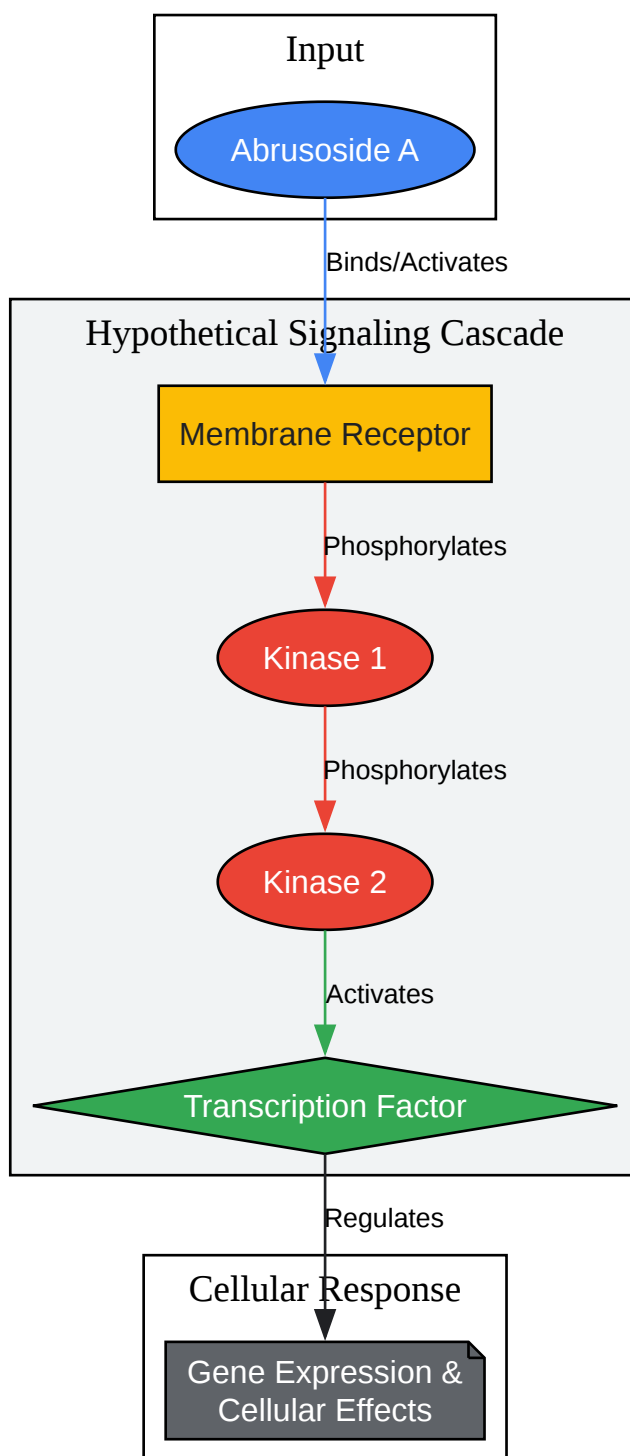 Input
Abrusoside A
Binds/Activates
Hypothetical Signaling Cascade
Membrane Receptor
Phosphorylates
Kinase 1
Phosphorylates
Kinase 2
Activates
Transcription Factor
Regulates
Cellular Response
Gene Expression &
Cellular Effects